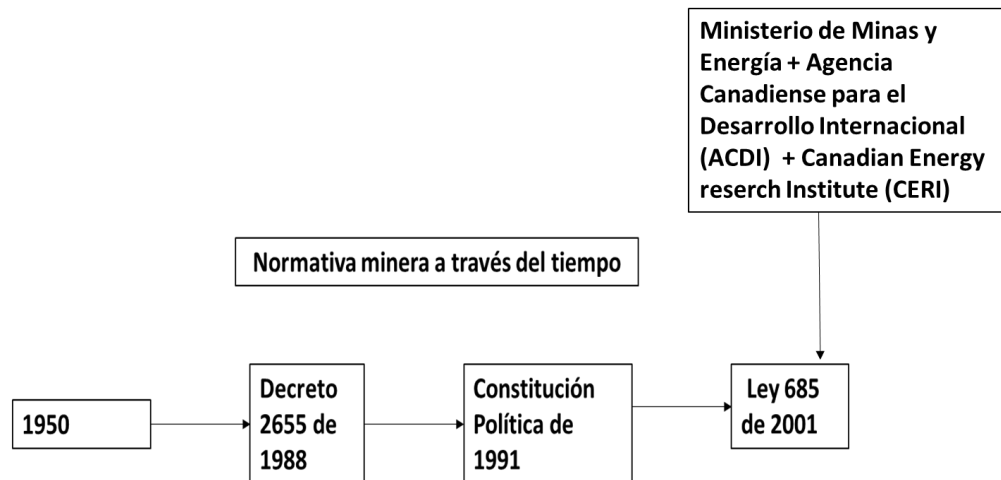 Ministerio de Minas y
Energía + Agencia
Canadiense para el
Desarrollo Internacional
(ACDI) + Canadian Energy
reserch Institute (CERI)
Normativa minera a través del tiempo
1950
Decreto
2655 de
1988
Constitución
Política de
1991
Ley 685
de 2001